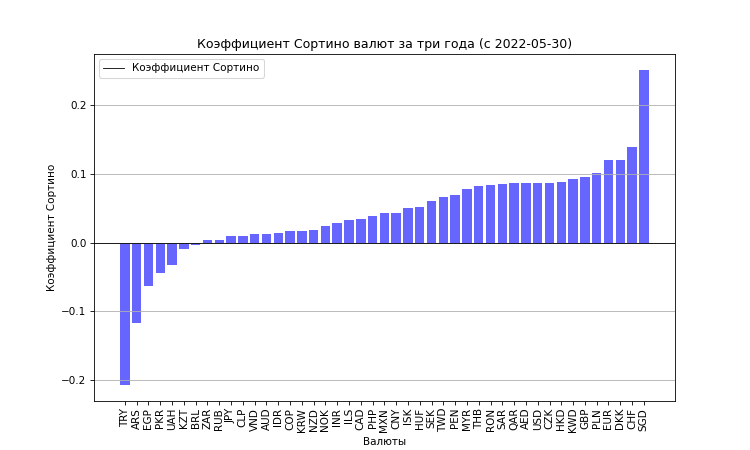 Коэффициент Сортино валют за три года (с 2022-05-30)
Коэффициент Сортино
Коэффициент Сортино
0.2
0.1
0.0
−0.1
−0.2
TRY
ARS
EGP
PKR
UAH
KZT
BRL
ZAR
RUB
JPY
CLP
VND
AUD
IDR
COP
KRW
NZD
NOK
INR
ILS
CAD
PHP
MXN
CNY
ISK
HUF
SEK
TWD
PEN
MYR
THB
RON
SAR
QAR
AED
USD
CZK
HKD
KWD
GBP
PLN
EUR
DKK
CHF
SGD
Валюты